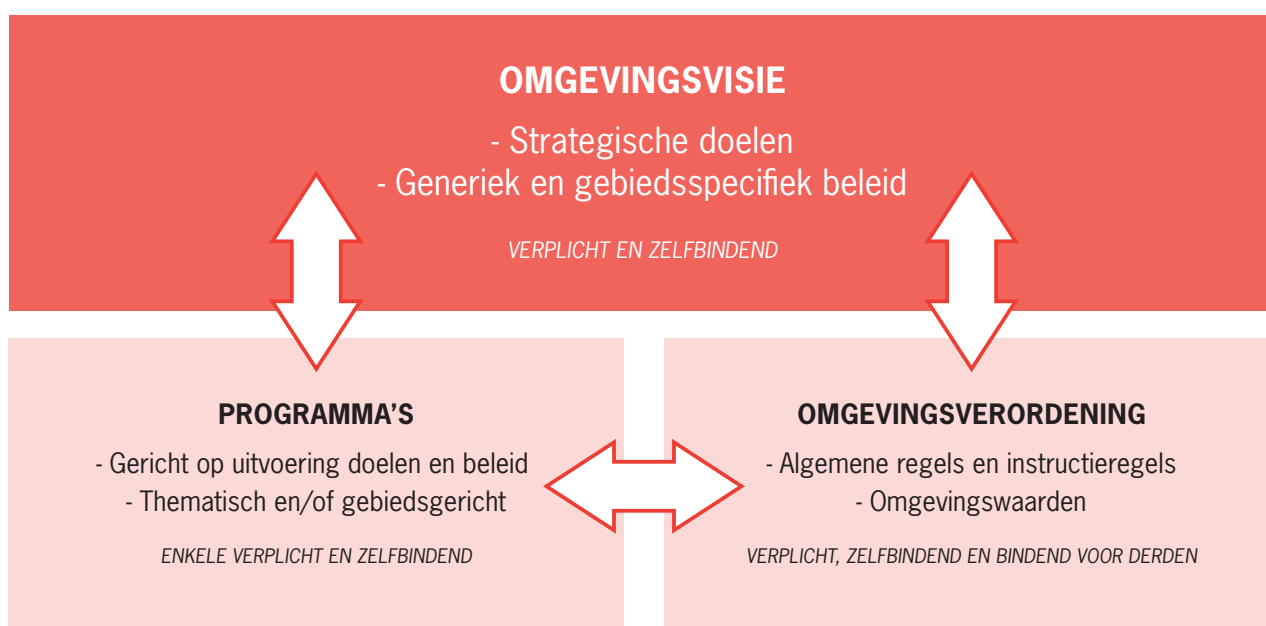 OMGEVINGSVISIE
- Strategische doelen
- Generiek en gebiedsspecifiek beleid
VERPLICHT EN ZELFBINDEND
PROGRAMMA'S
- Gericht op uitvoering doelen en beleid
- Thematisch en/of gebiedsgericht
ENKELE VERPLICHT EN ZELFBINDEND
OMGEVINGSVERORDENING
- Algemene regels en instructieregels
- Omgevingswaarden
VERPLICHT, ZELFBINDEND EN BINDEND VOOR DERDEN